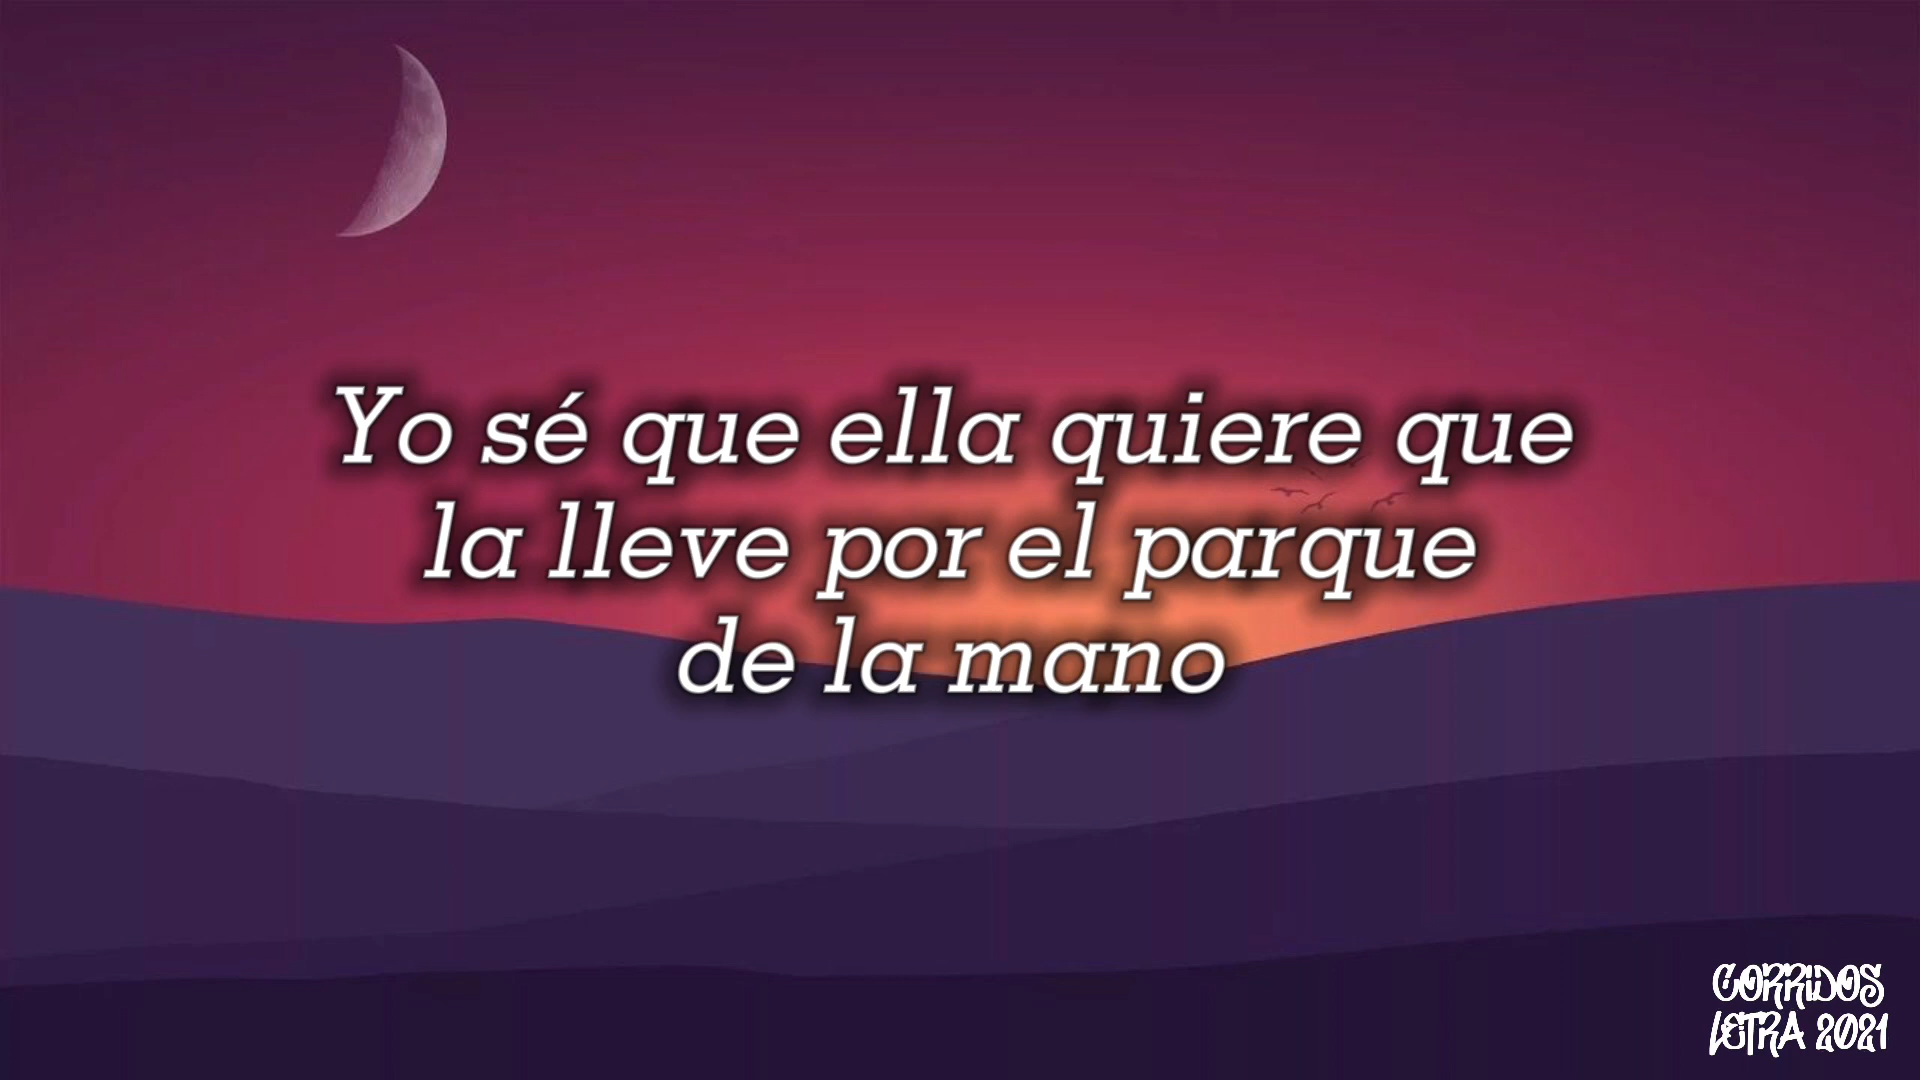 Yo sé que ella quiere que
la lleve por el parque
de la mano
CORRIDOS
LETRA 2021